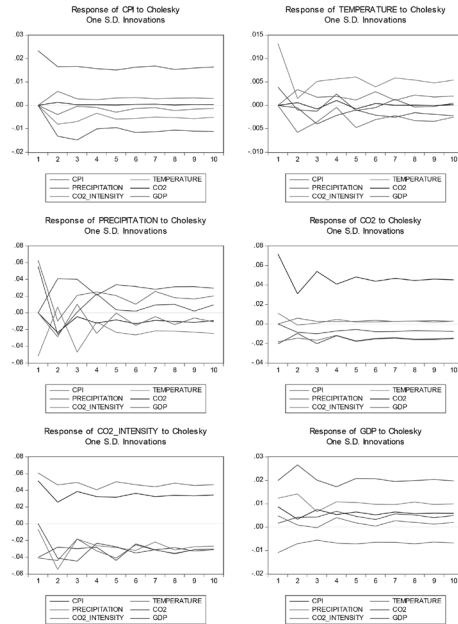 Response of CPI to Cholesky
One S.D. Innovations
.03
.02
.01
.00
-.01
-.02
1 2 3 4 5 6 7 8 9 10
CPI TEMPERATURE
PRECIPITATION CO2
CO2_INTENSITY GDP
Response of TEMPERATURE to Cholesky
One S.D. Innovations
.015
.010
.005
.000
-.005
-.010
1 2 3 4 5 6 7 8 9 10
CPI TEMPERATURE
PRECIPITATION CO2
CO2_INTENSITY GDP
Response of PRECIPITATION to Cholesky
One S.D. Innovations
.08
.06
.04
.02
.00
-.02
-.04
-.06
1 2 3 4 5 6 7 8 9 10
CPI TEMPERATURE
PRECIPITATION CO2
CO2_INTENSITY GDP
Response of CO2 to Cholesky
One S.D. Innovations
.08
.04
.00
-.04
1 2 3 4 5 6 7 8 9 10
CPI TEMPERATURE
PRECIPITATION CO2
CO2_INTENSITY GDP
Response of CO2_INTENSITY to Cholesky
One S.D. Innovations
.08
.04
.00
-.04
-.08
1 2 3 4 5 6 7 8 9 10
CPI TEMPERATURE
PRECIPITATION CO2
CO2_INTENSITY GDP
Response of GDP to Cholesky
One S.D. Innovations
.03
.02
.01
.00
-.01
-.02
1 2 3 4 5 6 7 8 9 10
CPI TEMPERATURE
PRECIPITATION CO2
CO2_INTENSITY GDP